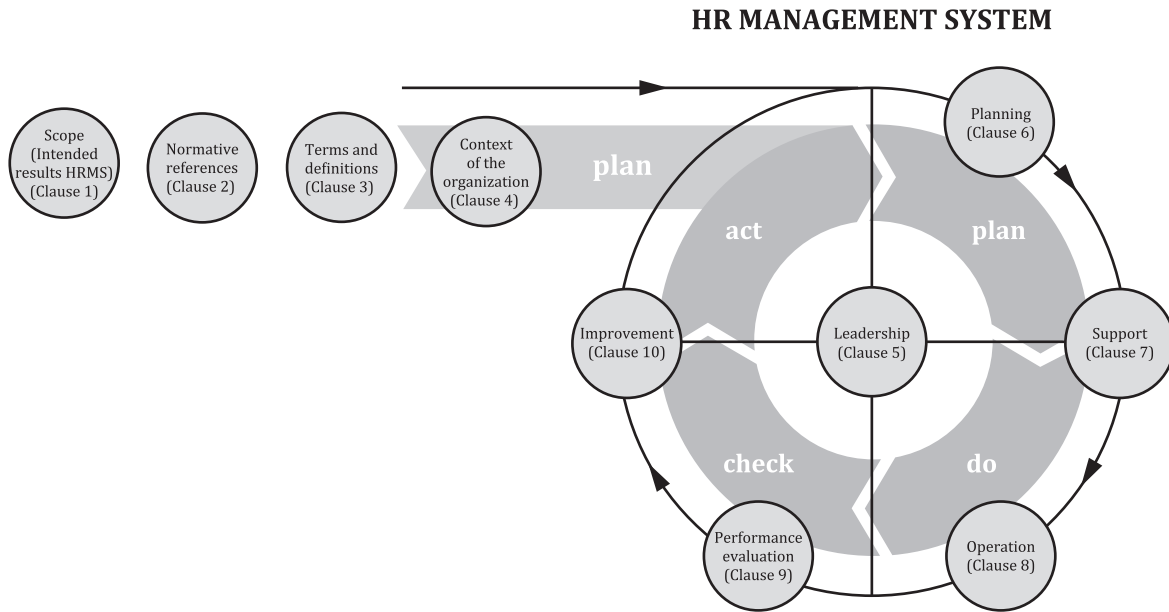 HR MANAGEMENT SYSTEM
Scope
(Intended
results HRMS)
(Clause 1)
Normative
references
(Clause 2)
Terms and
definitions
(Clause 3)
Context
of the
organization
(Clause 4)
plan
Planning
(Clause 6)
act
plan
Improvement
(Clause 10)
Leadership
(Clause 5)
Support
(Clause 7)
check
do
Performance
evaluation
(Clause 9)
Operation
(Clause 8)